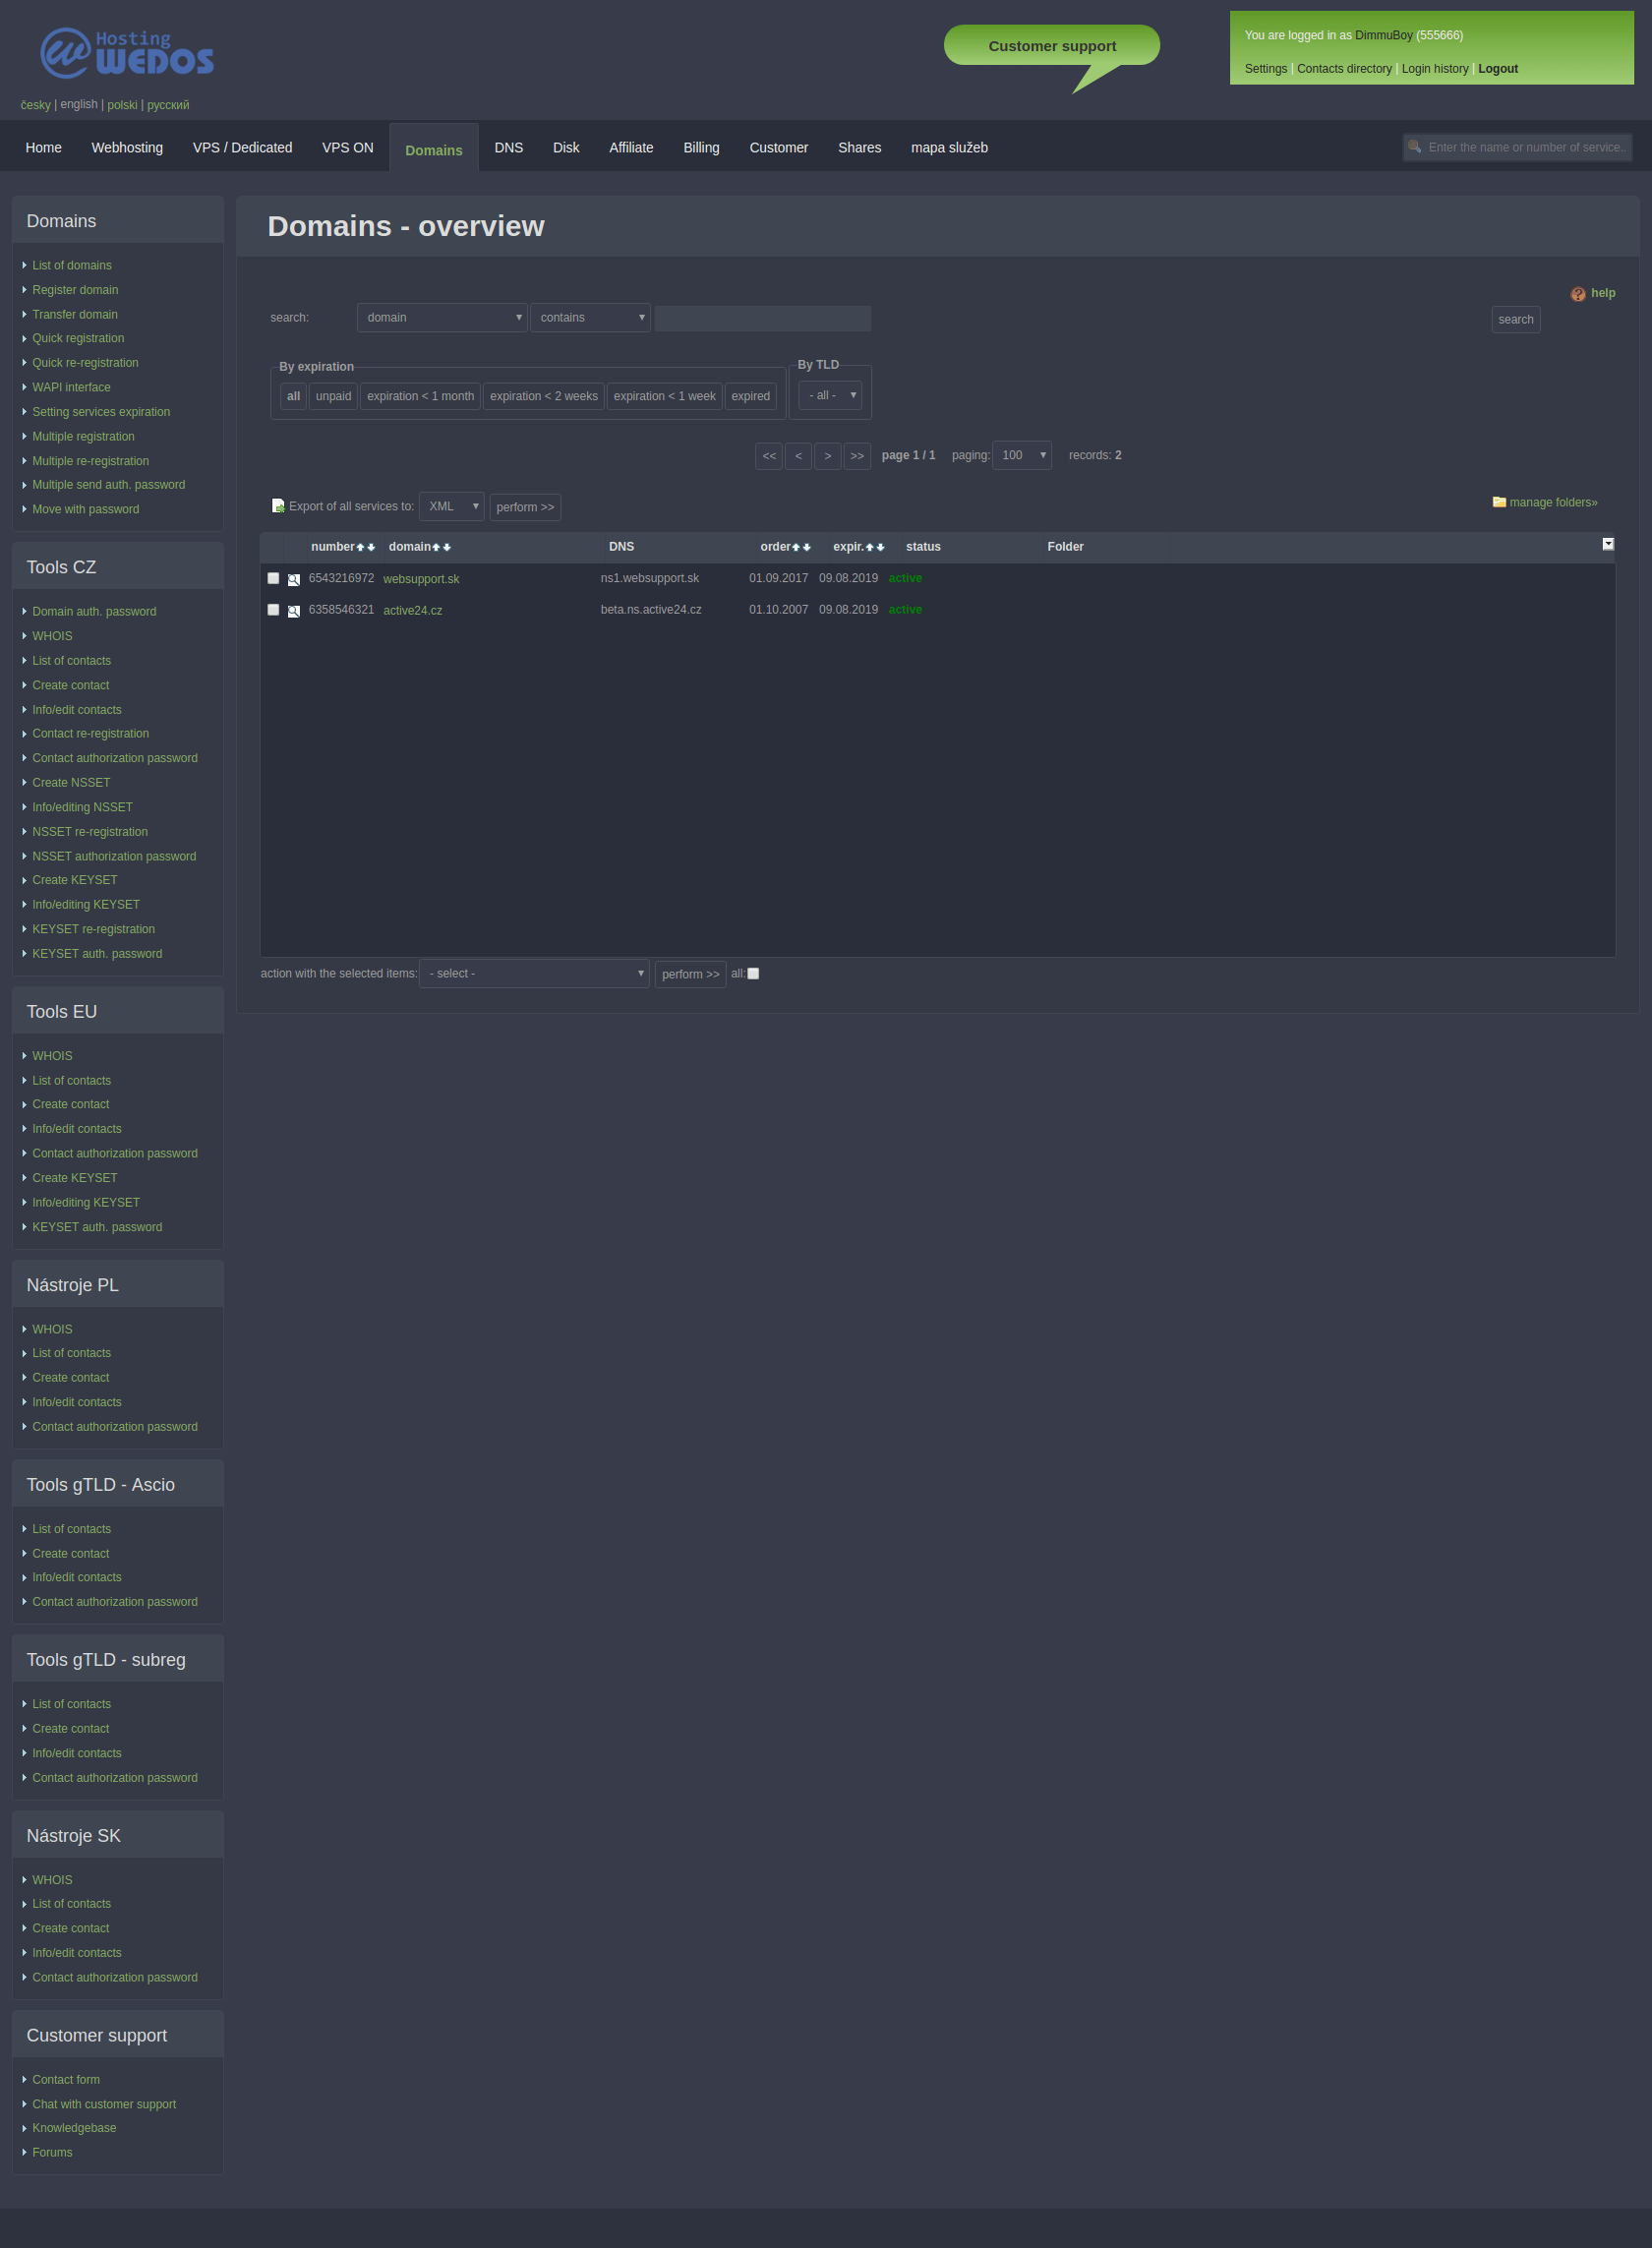 Hosting
WEDOS
česky | english | polski | русский
Customer support
You are logged in as DimmuBoy (555666)
Settings | Contacts directory | Login history | Logout
Home Webhosting VPS / Dedicated VPS ON Domains DNS Disk Affiliate Billing Customer Shares mapa služeb
Enter the name or number of service..
Domains
List of domains
Register domain
Transfer domain
Quick registration
Quick re-registration
WAPI interface
Setting services expiration
Multiple registration
Multiple re-registration
Multiple send auth. password
Move with password
Tools CZ
Domain auth. password
WHOIS
List of contacts
Create contact
Info/edit contacts
Contact re-registration
Contact authorization password
Create NSSET
Info/editing NSSET
NSSET re-registration
NSSET authorization password
Create KEYSET
Info/editing KEYSET
KEYSET re-registration
KEYSET auth. password
Tools EU
WHOIS
List of contacts
Create contact
Info/edit contacts
Contact authorization password
Create KEYSET
Info/editing KEYSET
KEYSET auth. password
Nástroje PL
WHOIS
List of contacts
Create contact
Info/edit contacts
Contact authorization password
Tools gTLD - Ascio
List of contacts
Create contact
Info/edit contacts
Contact authorization password
Tools gTLD - subreg
List of contacts
Create contact
Info/edit contacts
Contact authorization password
Nástroje SK
WHOIS
List of contacts
Create contact
Info/edit contacts
Contact authorization password
Customer support
Contact form
Chat with customer support
Knowledgebase
Forums
Domains - overview
help
search: domain contains search
By expiration By TLD
all unpaid expiration < 1 month expiration < 2 weeks expiration < 1 week expired - all -
<< < > >> page 1 / 1 paging: 100 records: 2
Export of all services to: XML perform >> manage folders»
number domain DNS order expir. status Folder
6543216972 websupport.sk ns1.websupport.sk 01.09.2017 09.08.2019 active
6358546321 active24.cz beta.ns.active24.cz 01.10.2007 09.08.2019 active
action with the selected items: - select - perform >> all: